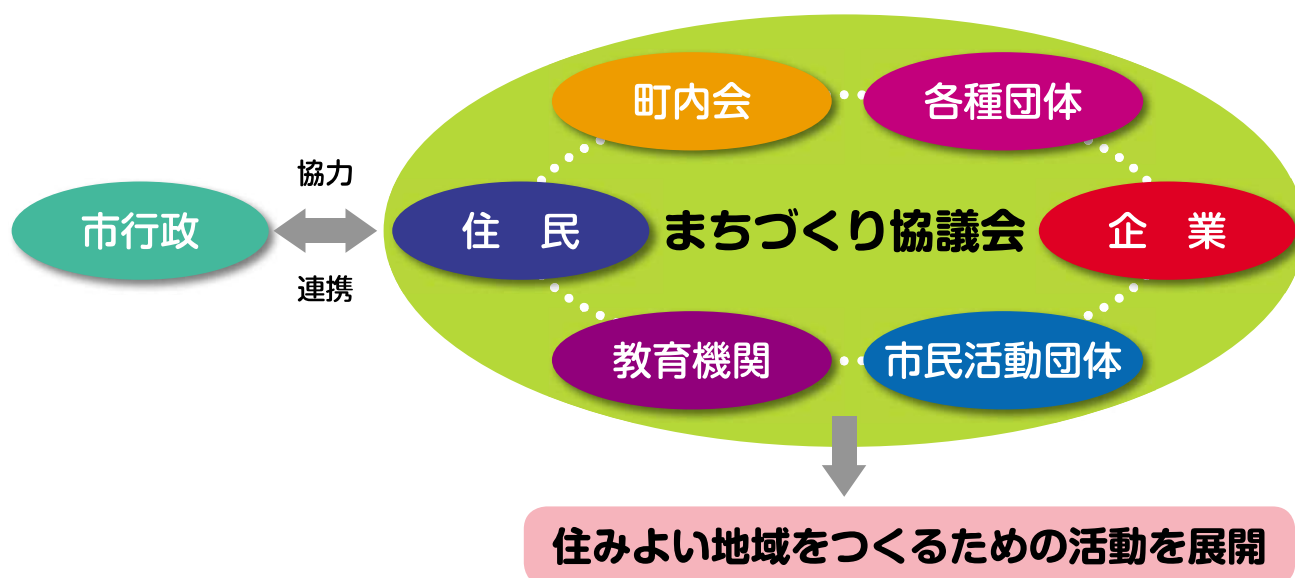 町内会
各種団体
協力
市行政
住　民
まちづくり協議会
企　業
連携
教育機関
市民活動団体
住みよい地域をつくるための活動を展開